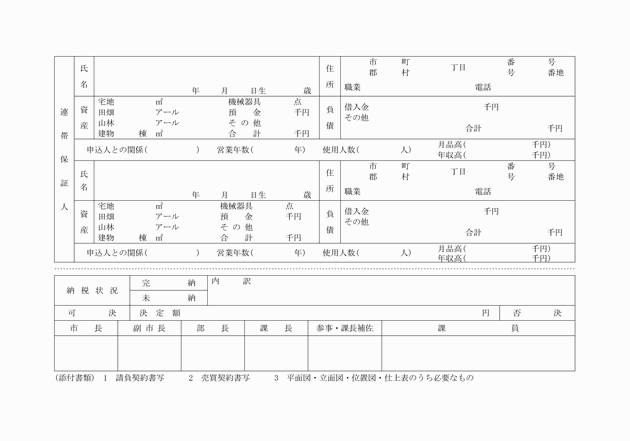 連帯保証人
氏名
年 月 日生 歳
住所
市 町 丁目 番 号
郡 村 号 番地
職業 電話
資産
宅地 ㎡ 機械器具 点
田畑 アール 預金 千円
山林 アール その他
建物 棟 ㎡ 合計 千円
負債
借入金 千円
その他
合計 千円
申込人との関係( ) 営業年数( 年) 使用人数( 人) 月品高( 千円)
年収高( 千円)
氏名
年 月 日生 歳
住所
市 町 丁目 番 号
郡 村 号 番地
職業 電話
資産
宅地 ㎡ 機械器具 点
田畑 アール 預金 千円
山林 アール その他
建物 棟 ㎡ 合計 千円
負債
借入金 千円
その他
合計 千円
申込人との関係( ) 営業年数( 年) 使用人数( 人) 月品高( 千円)
年収高( 千円)
納税状況 完納 内訳
未納
可決 決定額 円 否決
市長 副市長 部長 課長 参事・課長補佐 課員
(添付書類) 1 請負契約書写 2 売買契約書写 3 平面図・立面図・位置図・仕上表のうち必要なもの